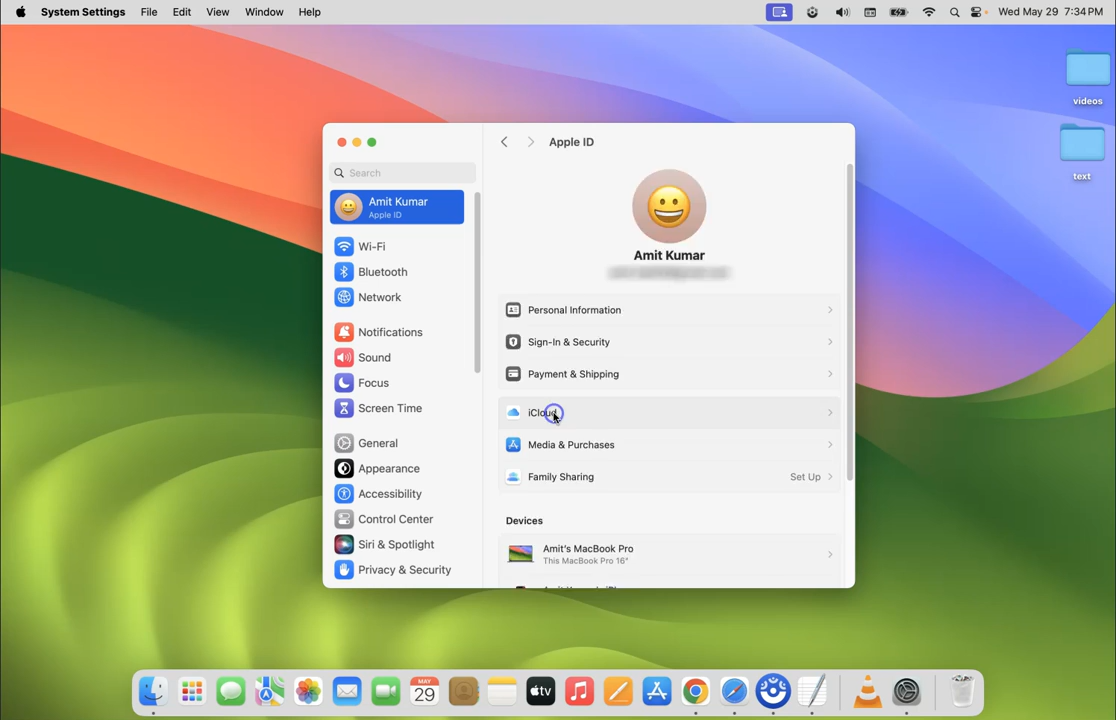 System Settings File Edit View Window Help Wed May 29 7:34 PM
videos
text
Apple ID
Search
Amit Kumar
Apple ID
Wi-Fi
Bluetooth
Network
Notifications
Sound
Focus
Screen Time
General
Appearance
Accessibility
Control Center
Siri & Spotlight
Privacy & Security
Amit Kumar
Personal Information
Sign-In & Security
Payment & Shipping
iCloud
Media & Purchases
Family Sharing Set Up
Devices
Amit's MacBook Pro
This MacBook Pro 16"
MAY
29
tv